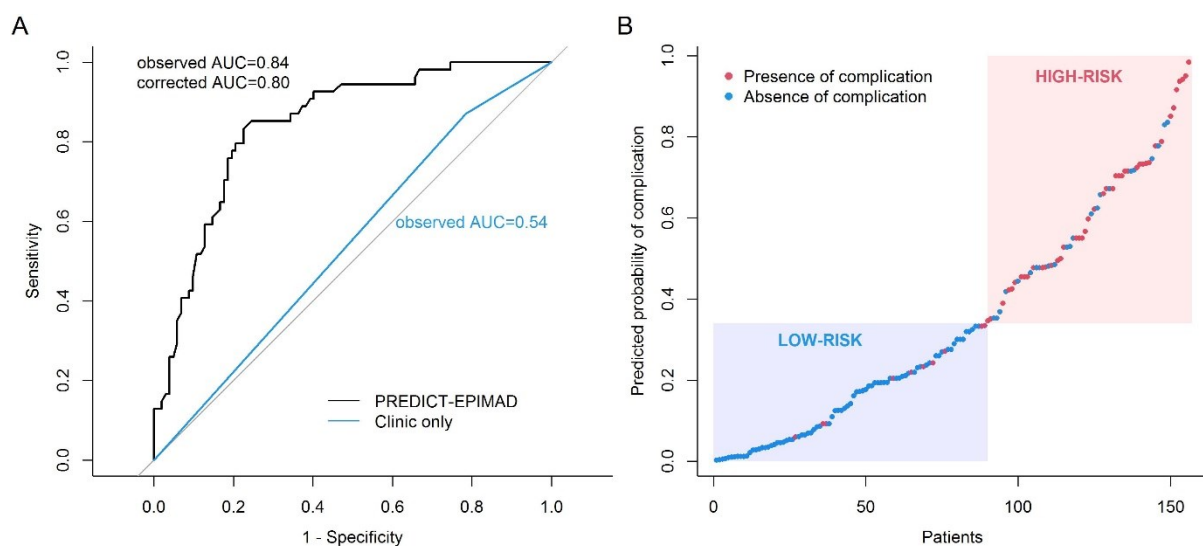 A
observed AUC=0.84
corrected AUC=0.80
observed AUC=0.54
PREDICT-EPIMAD
Clinic only
Sensitivity
0.0
0.2
0.4
0.6
0.8
1.0
0.0
0.2
0.4
0.6
0.8
1.0
1 - Specificity
B
Presence of complication
Absence of complication
HIGH-RISK
LOW-RISK
Predicted probability of complication
0.0
0.2
0.4
0.6
0.8
1.0
0
50
100
150
Patients